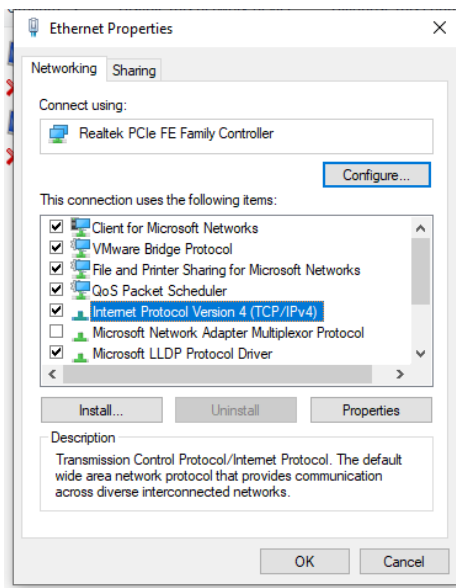 Ethernet Properties
Networking Sharing
Connect using:
Realtek PCIe FE Family Controller
Configure...
This connection uses the following items:
Client for Microsoft Networks
VMware Bridge Protocol
File and Printer Sharing for Microsoft Networks
QoS Packet Scheduler
Internet Protocol Version 4 (TCP/IPv4)
Microsoft Network Adapter Multiplexor Protocol
Microsoft LLDP Protocol Driver
Install... Uninstall Properties
Description
Transmission Control Protocol/Internet Protocol. The default
wide area network protocol that provides communication
across diverse interconnected networks.
OK Cancel